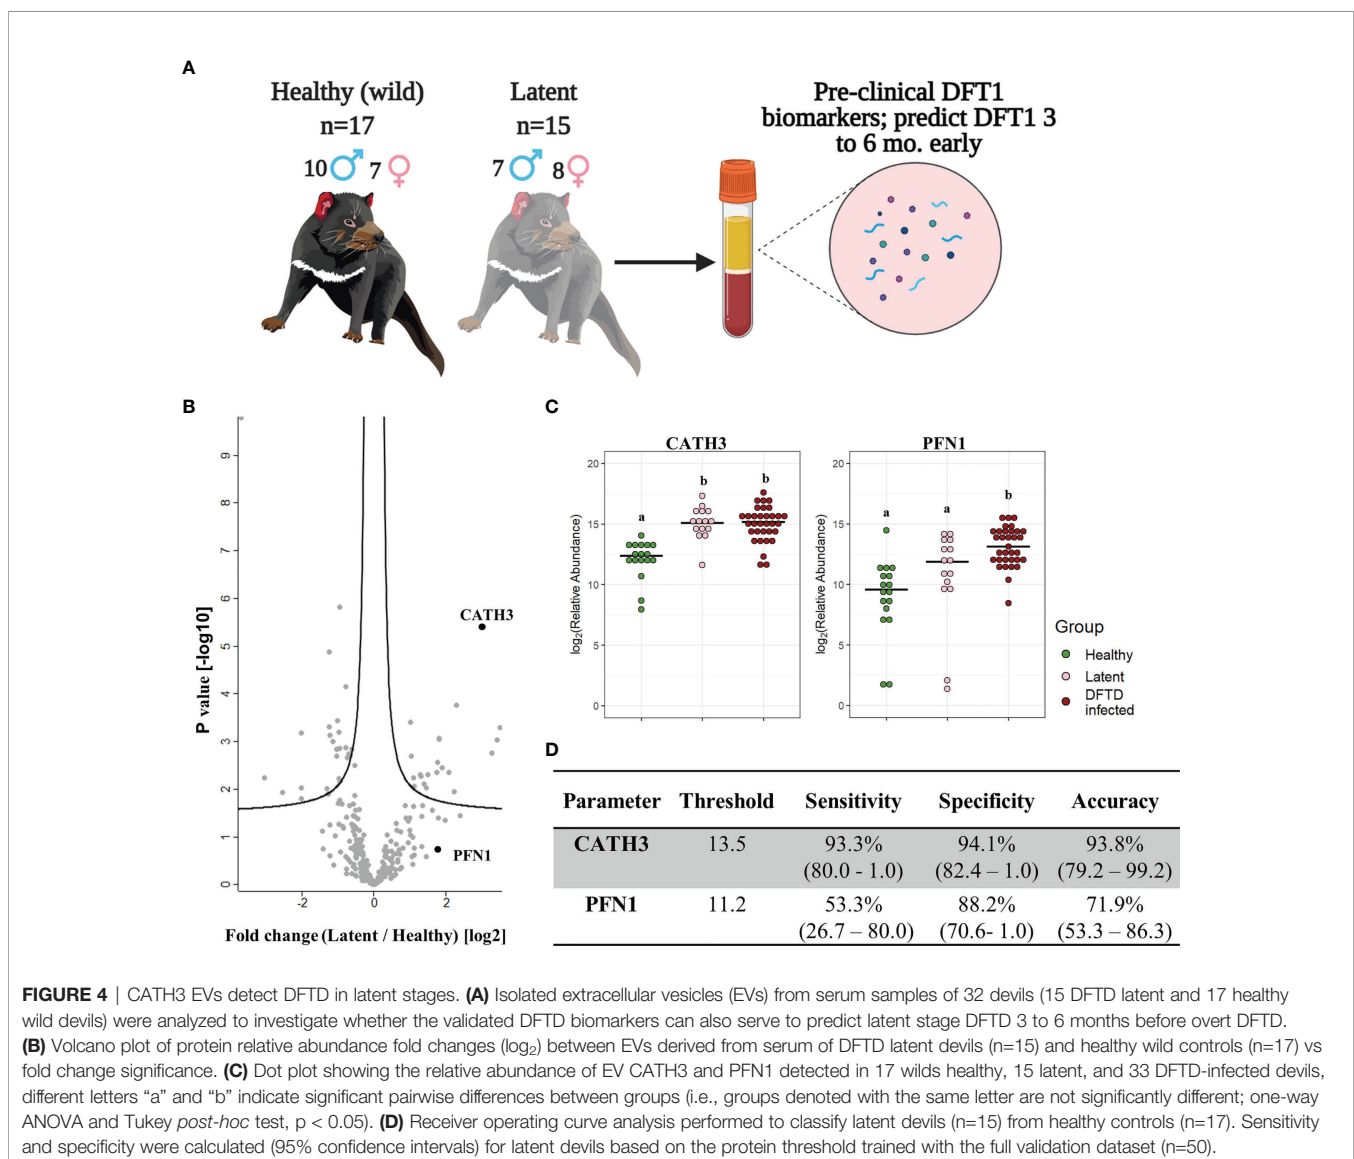 A
Healthy (wild)
n=17
10 ♂ 7 ♀
Latent
n=15
7 ♂ 8 ♀
Pre-clinical DFT1
biomarkers; predict DFT1 3
to 6 mo. early
B
P value [-log10]
9
8
7
6
5
4
3
2
1
0
CATH3
PFN1
-2
0
2
Fold change (Latent / Healthy) [log2]
C
CATH3
log2(Relative Abundance)
20
15
10
5
0
a
b
b
PFN1
log2(Relative Abundance)
20
15
10
5
0
a
a
b
Group
Healthy
Latent
DFTD
infected
D
Parameter Threshold Sensitivity Specificity Accuracy
CATH3 13.5 93.3% 94.1% 93.8%
(80.0 - 1.0) (82.4 – 1.0) (79.2 – 99.2)
PFN1 11.2 53.3% 88.2% 71.9%
(26.7 – 80.0) (70.6- 1.0) (53.3 – 86.3)
FIGURE 4 | CATH3 EVs detect DFTD in latent stages. (A) Isolated extracellular vesicles (EVs) from serum samples of 32 devils (15 DFTD latent and 17 healthy
wild devils) were analyzed to investigate whether the validated DFTD biomarkers can also serve to predict latent stage DFTD 3 to 6 months before overt DFTD.
(B) Volcano plot of protein relative abundance fold changes (log2) between EVs derived from serum of DFTD latent devils (n=15) and healthy wild controls (n=17) vs
fold change significance. (C) Dot plot showing the relative abundance of EV CATH3 and PFN1 detected in 17 wilds healthy, 15 latent, and 33 DFTD-infected devils,
different letters “a” and “b” indicate significant pairwise differences between groups (i.e., groups denoted with the same letter are not significantly different; one-way
ANOVA and Tukey post-hoc test, p < 0.05). (D) Receiver operating curve analysis performed to classify latent devils (n=15) from healthy controls (n=17). Sensitivity
and specificity were calculated (95% confidence intervals) for latent devils based on the protein threshold trained with the full validation dataset (n=50).